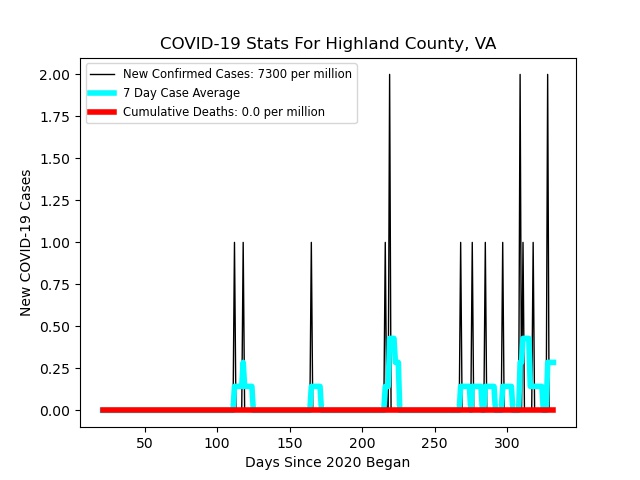 COVID-19 Stats For Highland County, VA
New Confirmed Cases: 7300 per million
7 Day Case Average
Cumulative Deaths: 0.0 per million
New COVID-19 Cases
2.00
1.75
1.50
1.25
1.00
0.75
0.50
0.25
0.00
50 100 150 200 250 300
Days Since 2020 Began